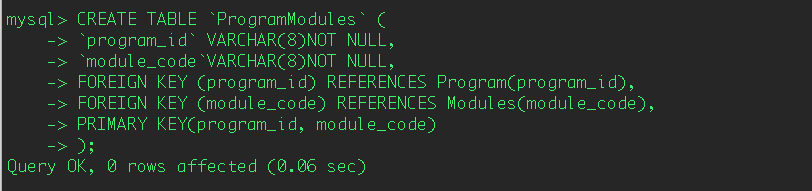 mysql> CREATE TABLE `ProgramModules` (
    -> `program_id` VARCHAR(8)NOT NULL,
    -> `module_code`VARCHAR(8)NOT NULL,
    -> FOREIGN KEY (program_id) REFERENCES Program(program_id),
    -> FOREIGN KEY (module_code) REFERENCES Modules(module_code),
    -> PRIMARY KEY(program_id, module_code)
    -> );
Query OK, 0 rows affected (0.06 sec)